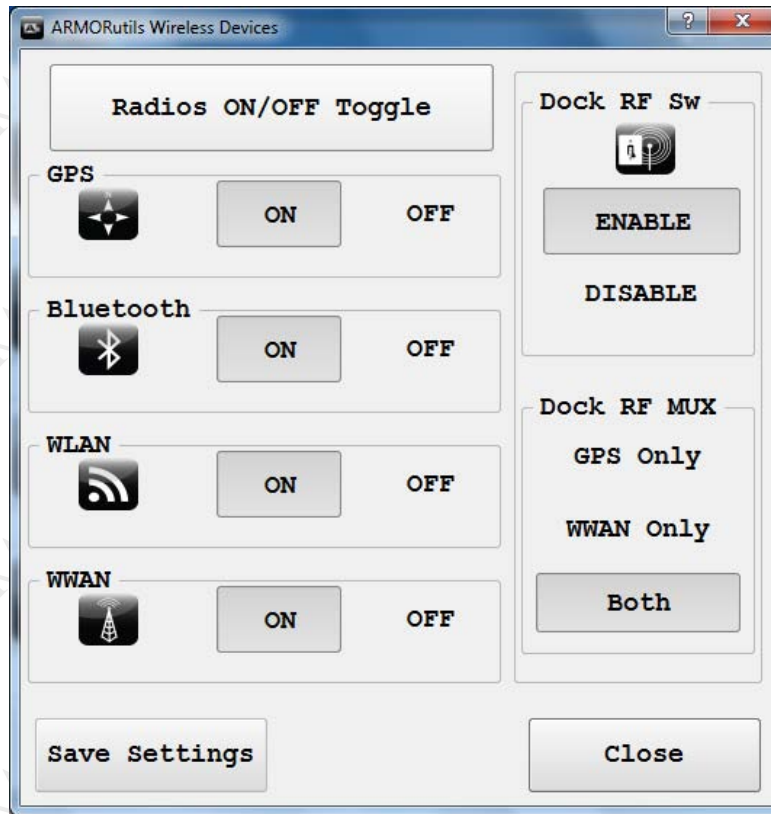 ARMORutils Wireless Devices
Radios ON/OFF Toggle
GPS
ON OFF
Bluetooth
ON OFF
WLAN
ON OFF
WWAN
ON OFF
Dock RF Sw
ENABLE
DISABLE
Dock RF MUX
GPS Only
WWAN Only
Both
Save Settings
Close